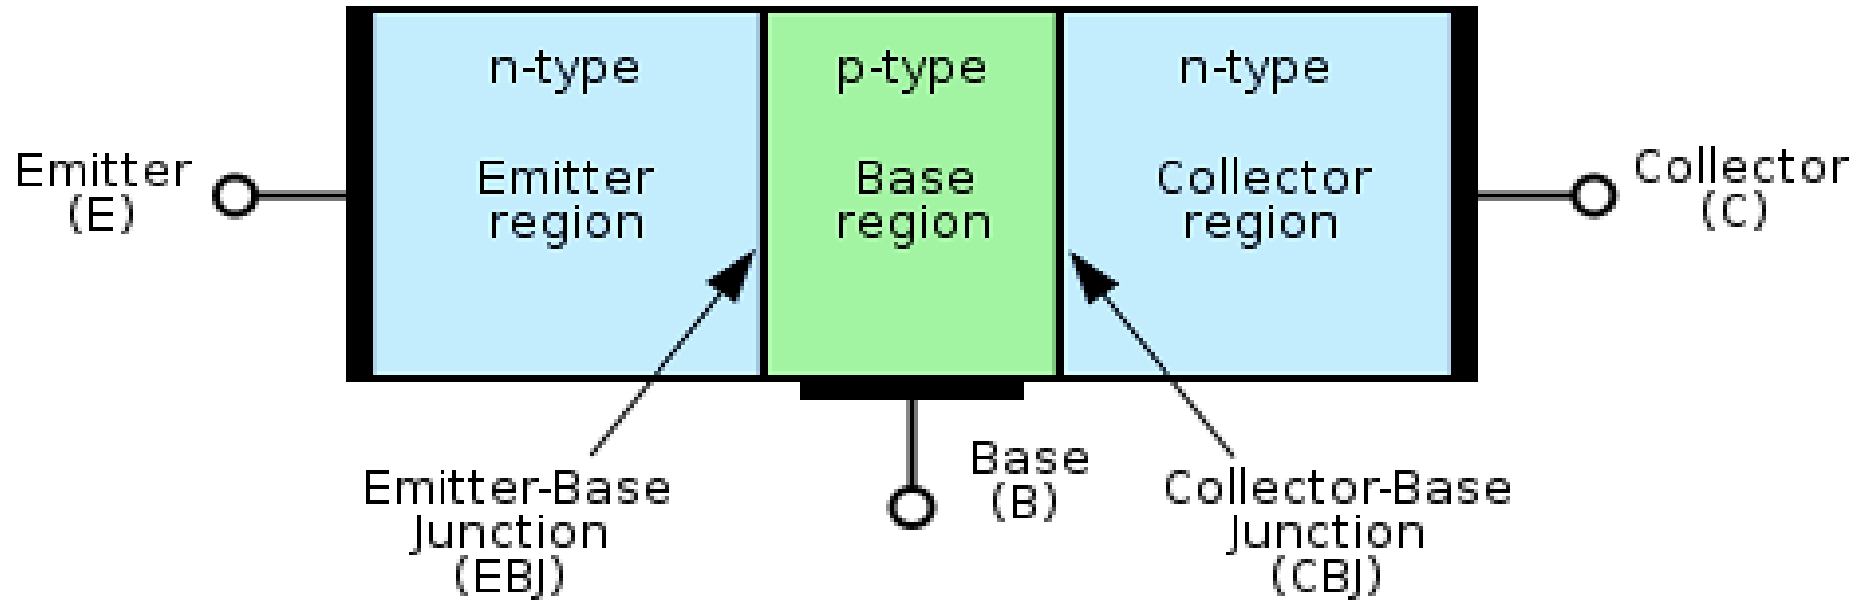 n-type
p-type
n-type
Emitter
(E)
Emitter
region
Base
region
Collector
region
Collector
(C)
Emitter-Base
Junction
(EBJ)
Base
(B)
Collector-Base
Junction
(CBJ)